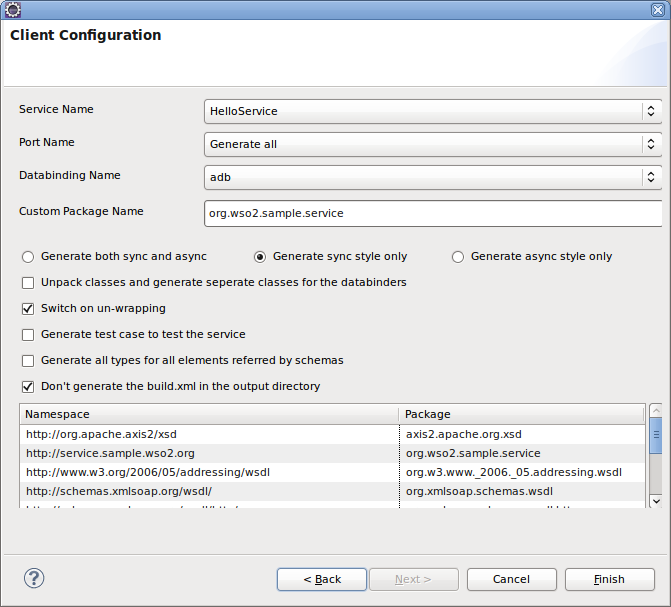 Client Configuration
Service Name HelloService
Port Name Generate all
Databinding Name adb
Custom Package Name org.wso2.sample.service
Generate both sync and async Generate sync style only Generate async style only
Unpack classes and generate seperate classes for the databinders
Switch on un-wrapping
Generate test case to test the service
Generate all types for all elements referred by schemas
Don't generate the build.xml in the output directory
Namespace Package
http://org.apache.axis2/xsd axis2.apache.org.xsd
http://service.sample.wso2.org org.wso2.sample.service
http://www.w3.org/2006/05/addressing/wsdl org.w3.www._2006._05.addressing.wsdl
http://schemas.xmlsoap.org/wsdl/ org.xmlsoap.schemas.wsdl
? < Back Next > Cancel Finish